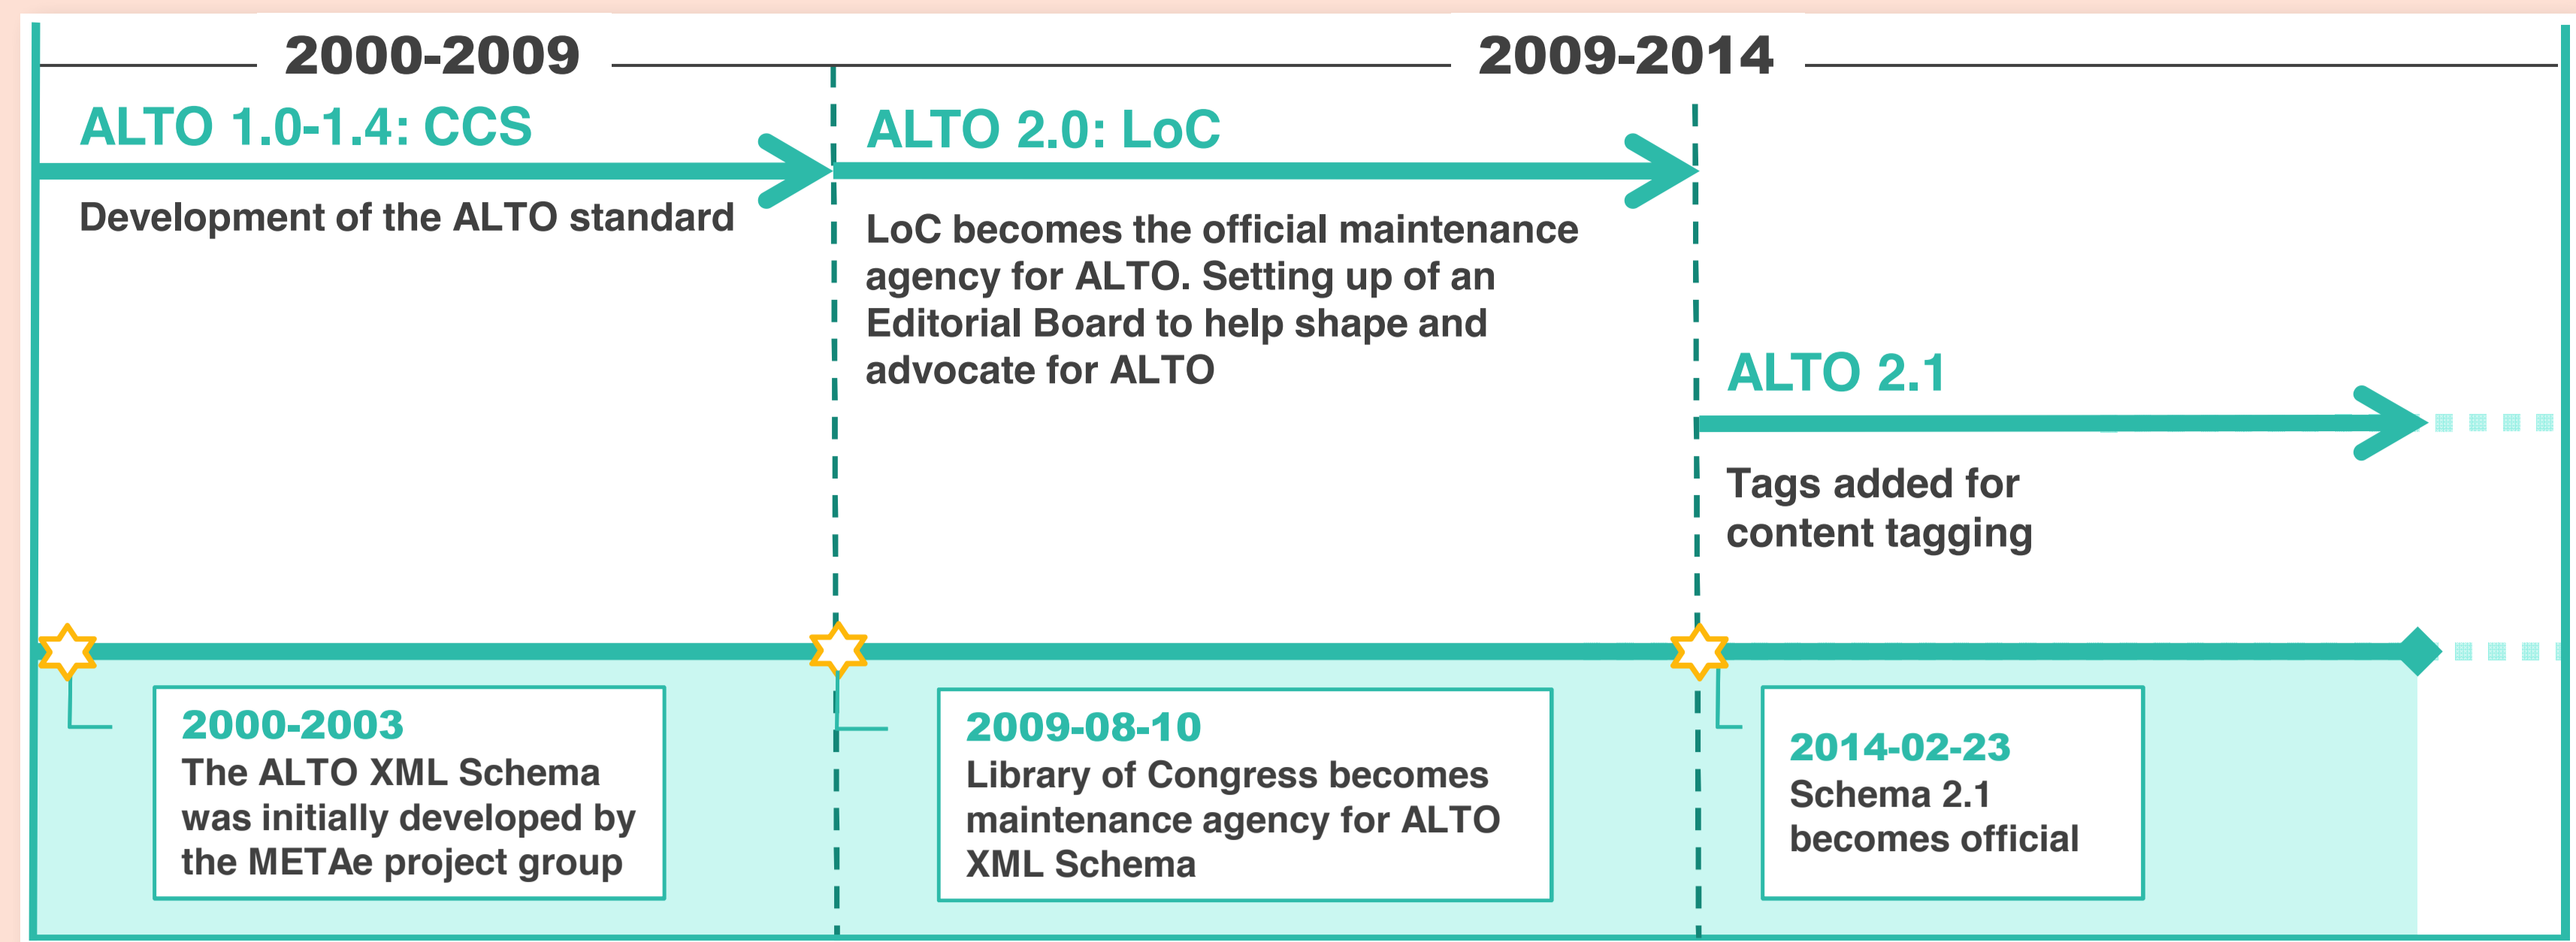 2000-2009
2009-2014
ALTO 1.0-1.4: CCS
Development of the ALTO standard
ALTO 2.0: LoC
LoC becomes the official maintenance
agency for ALTO. Setting up of an
Editorial Board to help shape and
advocate for ALTO
ALTO 2.1
Tags added for
content tagging
2000-2003
The ALTO XML Schema
was initially developed by
the METAe project group
2009-08-10
Library of Congress becomes
maintenance agency for ALTO
XML Schema
2014-02-23
Schema 2.1
becomes official